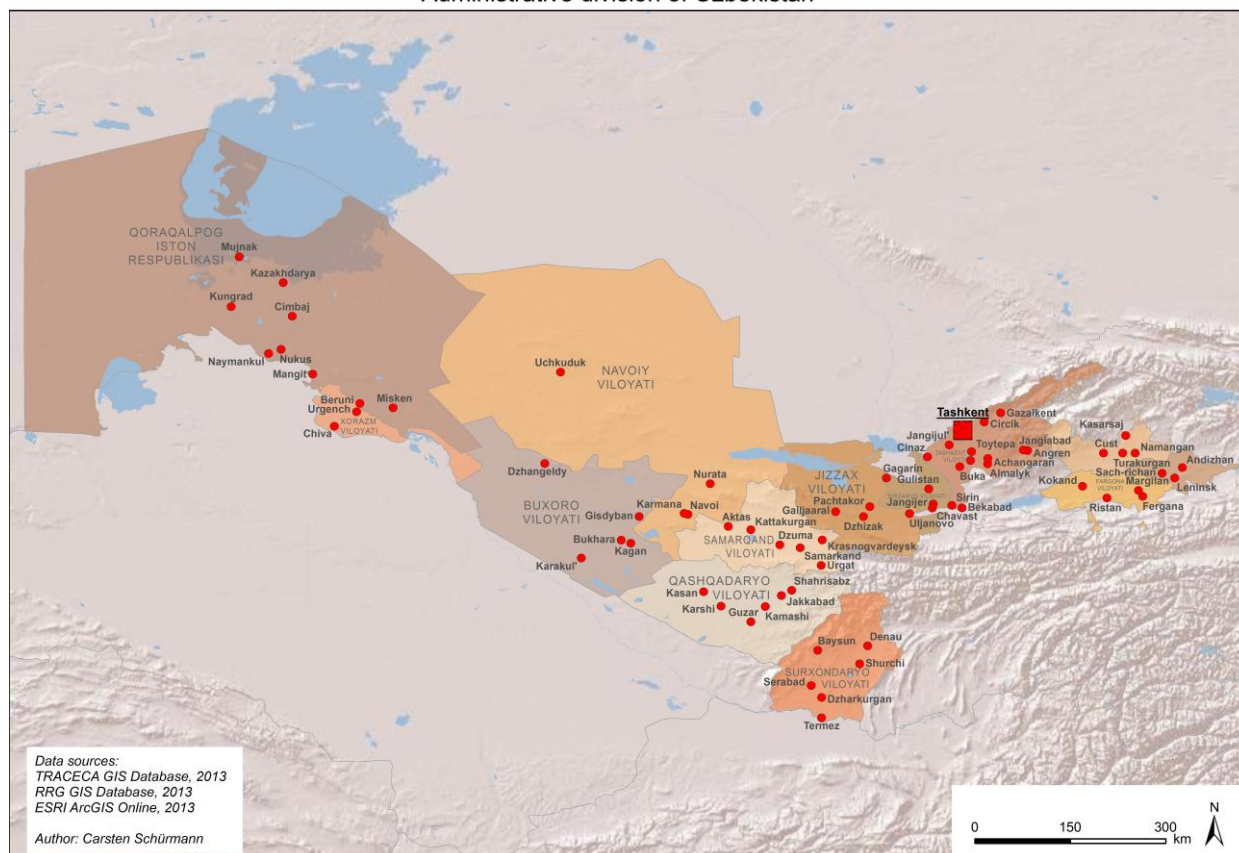 Administrative division of Uzbekistan
QORAQALPOG
ISTON
RESPUBLIKASI
Mujnak
Kazakhdarya
Kungrad
Cimbaj
Naymankul
Nukus
Mangit
Beruni
Misken
Urgench
XORAZM
VILOYATI
Chiva
Uchkuduk
NAVOIY
VILOYATI
Dzhangeldy
BUXORO
VILOYATI
Gisdyban
Bukhara
Kagan
Karakul'
Nurata
Karmana
Navoi
Aktas
Kattakurgan
SAMARQAND
VILOYATI
Dzuma
Krasnogvardeysk
Samarkand
Urgat
JIZZAX
VILOYATI
Gagarin
Pachtakor
Galljaaral
Dzhizak
Gulistan
Jangijer
Uljanovo
Sirin
Bekabad
Chavast
QASHQADARYO
VILOYATI
Kasan
Shahrisabz
Jakkabad
Karshi
Guzar
Kamashi
Baysun
Denau
Shurchi
SURXONDARYO
VILOYATI
Serabad
Dzharkurgan
Termez
Tashkent
Gazalkent
Circik
Jangijul'
Cinaz
Toytepa
Jangiabad
Angren
Achangaran
Almalyk
Buka
Kasarsaj
Cust
Namangan
Turakurgan
Andizhan
Sach-richan
Margilan
Leninsk
Kokand
FARGONA
VILOYATI
Ristan
Fergana
Data sources:
TRACECA GIS Database, 2013
RRG GIS Database, 2013
ESRI ArcGIS Online, 2013
Author: Carsten Schürmann
N
0 150 300
km